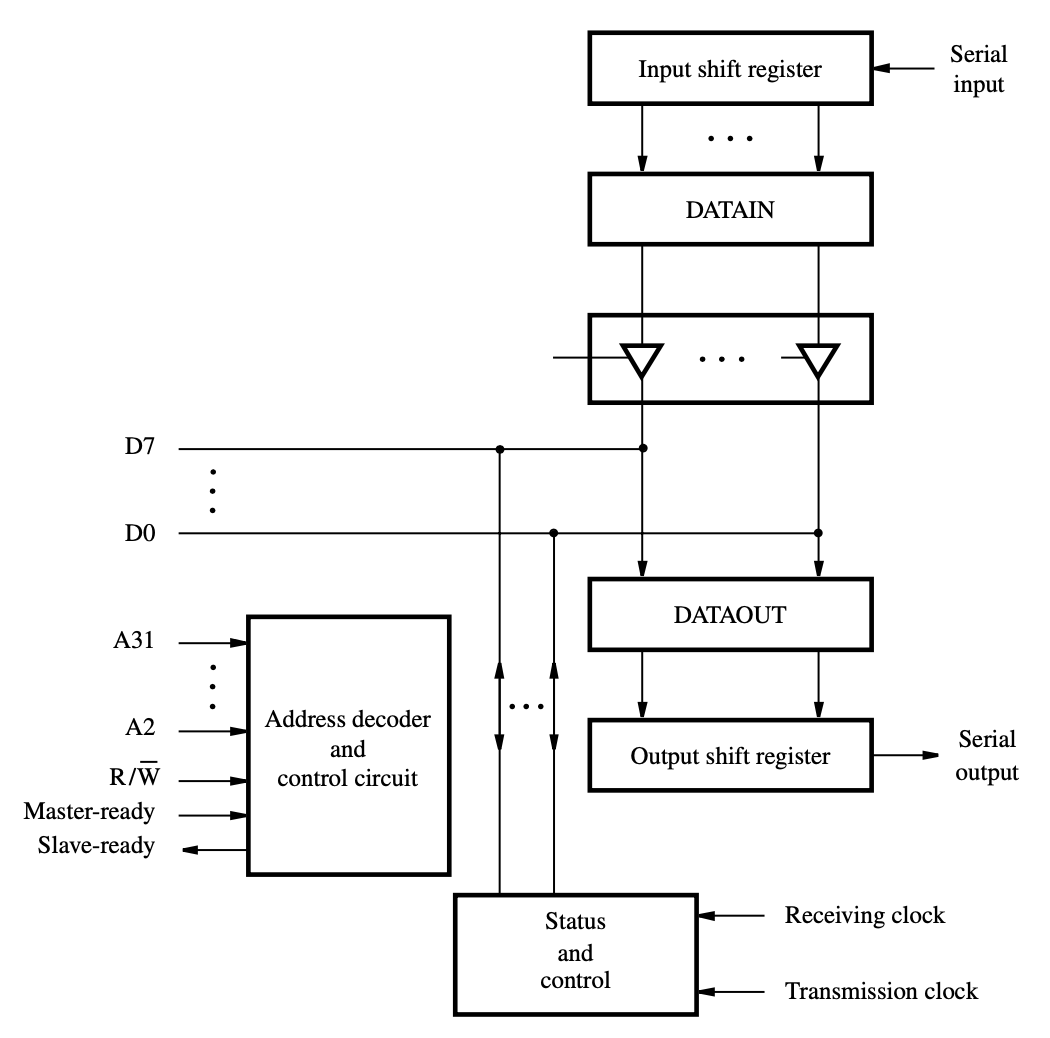 Input shift register
Serial
input
DATAIN
D7
D0
DATAOUT
A31
A2
R/W̅
Master-ready
Slave-ready
Address decoder
and
control circuit
Output shift register
Serial
output
Status
and
control
Receiving clock
Transmission clock